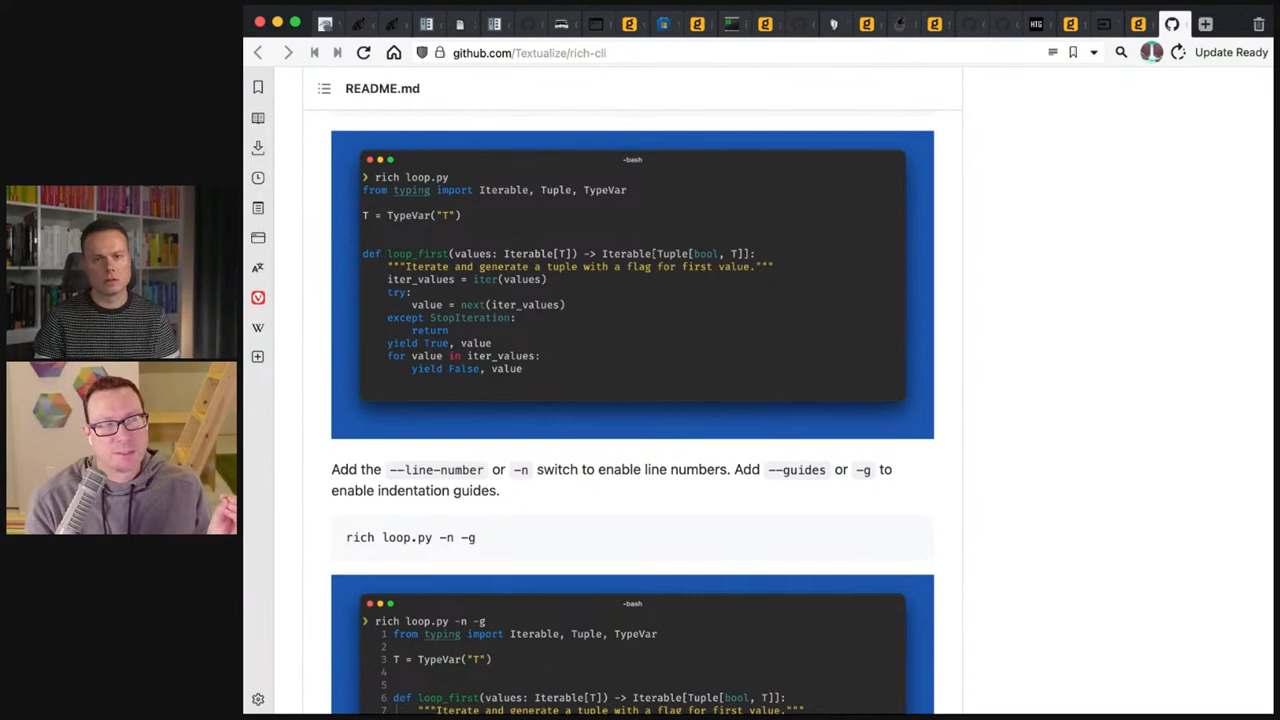 HTG
github.com/Textualize/rich-cli
Update Ready
README.md
-bash
❯ rich loop.py
from typing import Iterable, Tuple, TypeVar
T = TypeVar("T")
def loop_first(values: Iterable[T]) -> Iterable[Tuple[bool, T]]:
"""Iterate and generate a tuple with a flag for first value."""
iter_values = iter(values)
try:
value = next(iter_values)
except StopIteration:
return
yield True, value
for value in iter_values:
yield False, value
Add the --line-number or -n switch to enable line numbers. Add --guides or -g to
enable indentation guides.
rich loop.py -n -g
-bash
❯ rich loop.py -n -g
1 from typing import Iterable, Tuple, TypeVar
2
3 T = TypeVar("T")
4
5
6 def loop_first(values: Iterable[T]) -> Iterable[Tuple[bool, T]]:
7 """Iterate and generate a tuple with a flag for first value."""